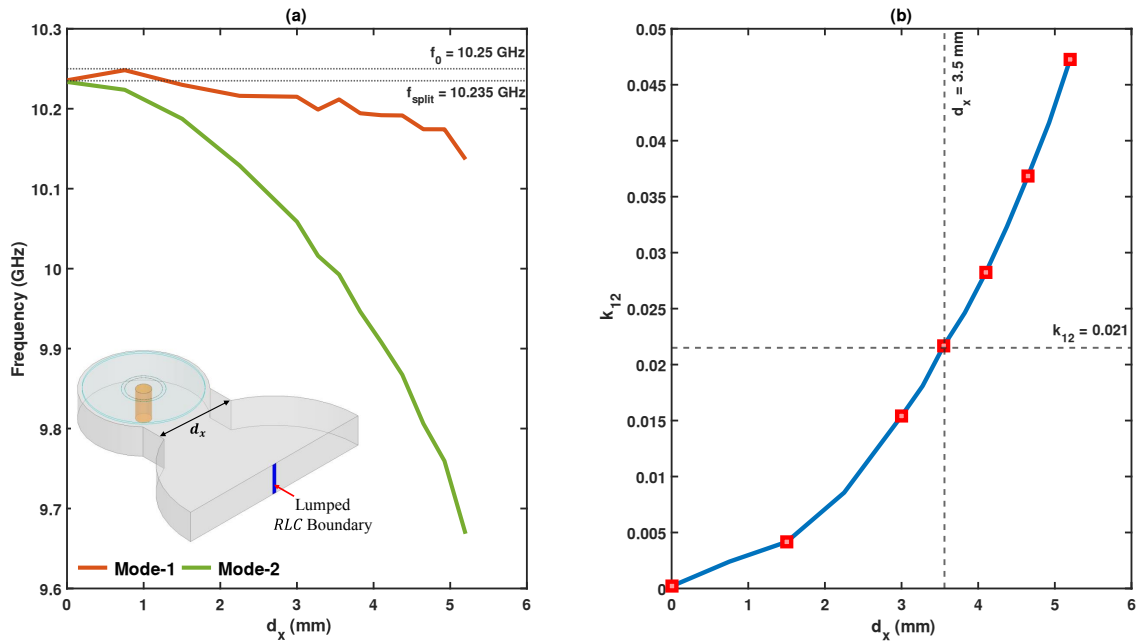 (a)
10.3
10.2
10.1
10
9.9
9.8
9.7
9.6
Frequency (GHz)
f0 = 10.25 GHz
fsplit = 10.235 GHz
dx
Lumped
RLC Boundary
Mode-1
Mode-2
0
1
2
3
4
5
6
dx (mm)
(b)
0.05
0.045
0.04
0.035
0.03
0.025
0.02
0.015
0.01
0.005
0
k12
dx = 3.5 mm
k12 = 0.021
0
1
2
3
4
5
6
dx (mm)